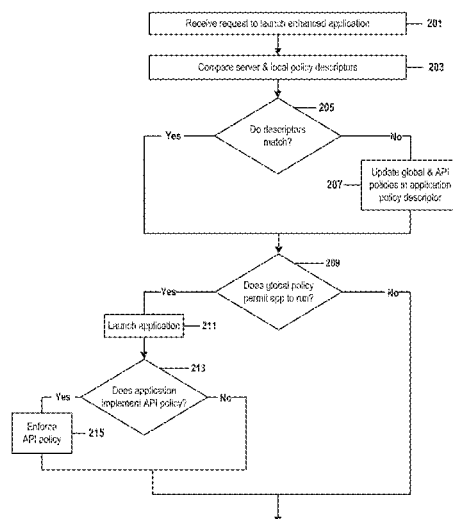 Receive request to launch enhanced application
201
Compare server & local policy descriptors
203
205
Do descriptors
match?
Yes
No
Update global & API
policies in application
policy descriptor
207
209
Does global policy
permit app to run?
Yes
No
Launch application
211
213
Does application
implement API policy?
Yes
No
Enforce
API policy
215